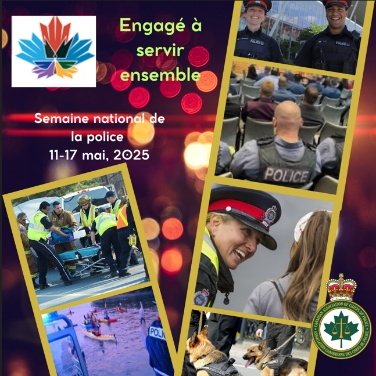 Engagé à
servir
ensemble
Semaine national de
la police
11-17 mai, 2025
POLICE